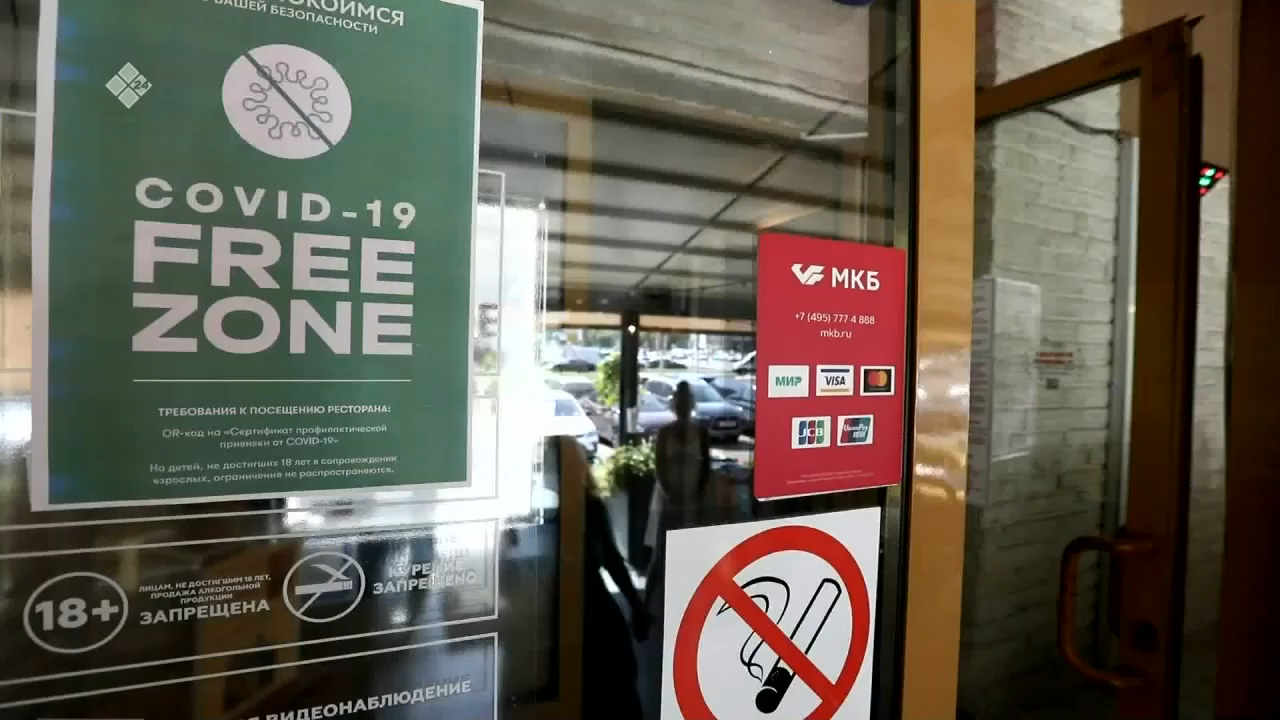 ВАШЕЙ БЕЗОПАСНОСТИ
24
COVID-19
FREE
ZONE
ТРЕБОВАНИЯ К ПОСЕЩЕНИЮ РЕСТОРАНА:
QR-код на «Сертификат профилактической
прививки от COVID-19»
На детей, не достигших 18 лет в сопровождении
взрослых, ограничения не распространяются.
МКБ
+7 (495) 777 4 888
mkb.ru
МИР
VISA
JCB
UnionPay
18+
ЛИЦАМ, НЕ ДОСТИГШИМ 18 ЛЕТ,
ПРОДАЖА АЛКОГОЛЬНОЙ
ПРОДУКЦИИ
ЗАПРЕЩЕНА
КУРЕНИЕ
ЗАПРЕЩЕНО
ВИДЕОНАБЛЮДЕНИЕ